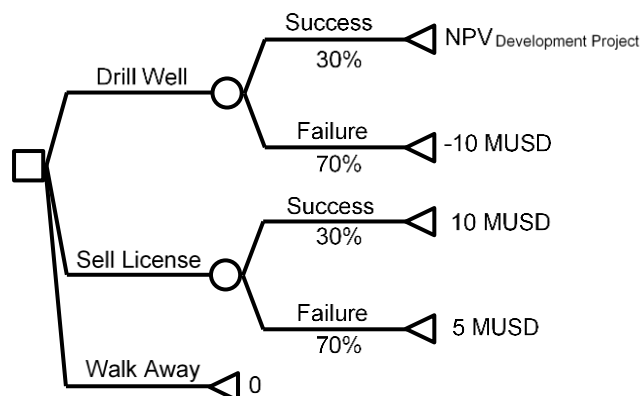 Success
NPV Development Project
30%
Drill Well
Failure
-10 MUSD
70%
Success
10 MUSD
30%
Sell License
Failure
5 MUSD
70%
Walk Away
0